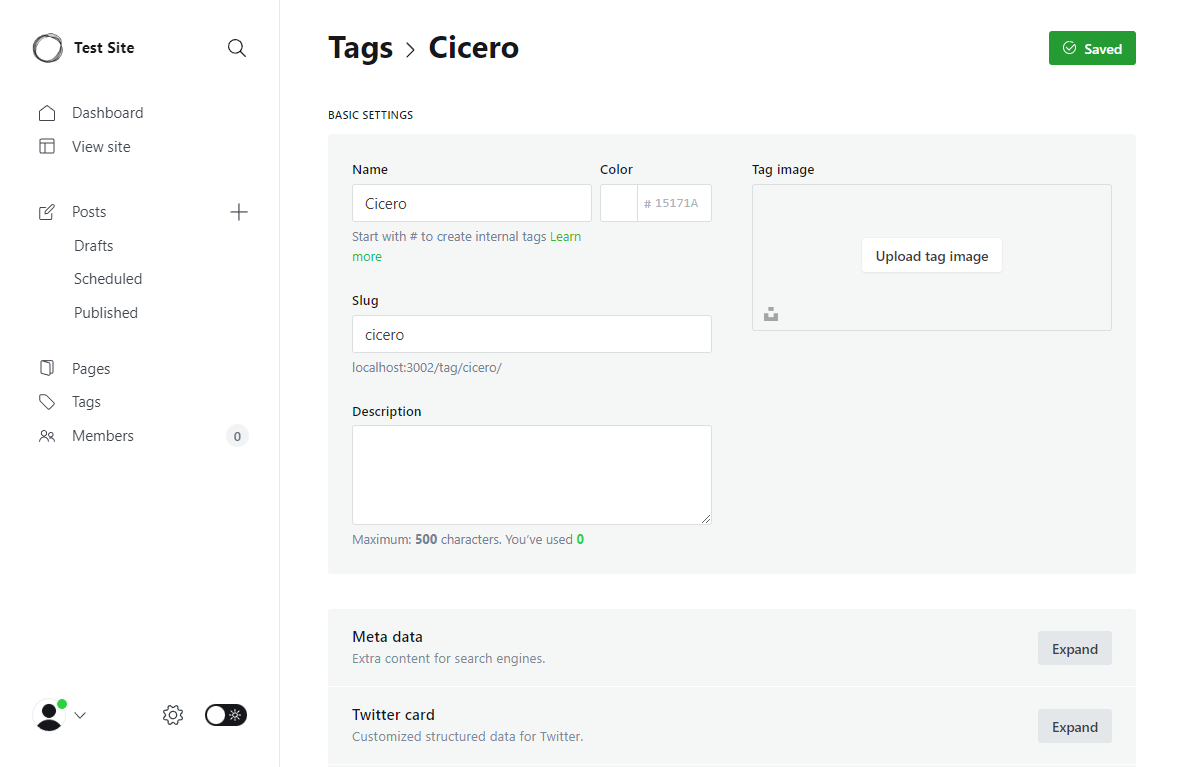 Test Site
Dashboard
View site
Posts
Drafts
Scheduled
Published
Pages
Tags
Members 0
Tags > Cicero
Saved
BASIC SETTINGS
Name
Cicero
Start with # to create internal tags Learn
more
Color
# 15171A
Slug
cicero
localhost:3002/tag/cicero/
Description
Maximum: 500 characters. You’ve used 0
Tag image
Upload tag image
Meta data
Extra content for search engines.
Expand
Twitter card
Customized structured data for Twitter.
Expand